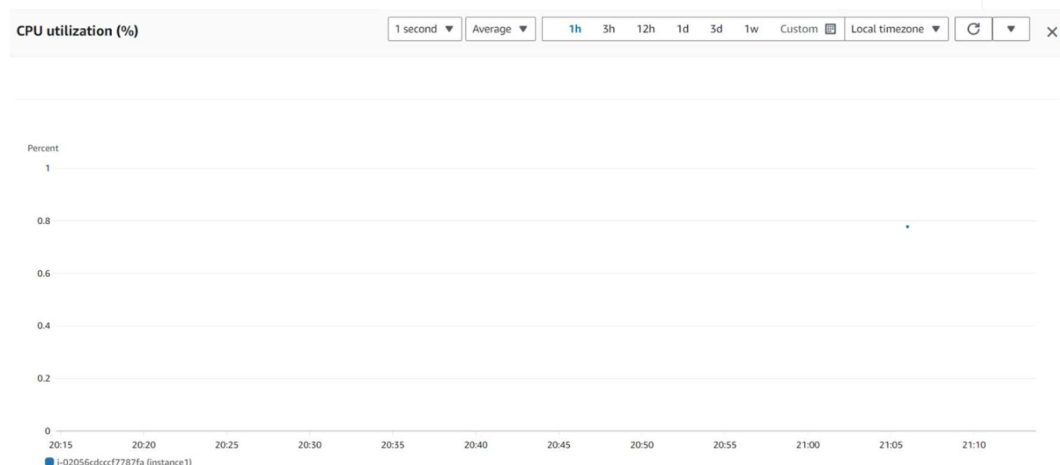 CPU utilization (%) 1 second Average 1h 3h 12h 1d 3d 1w Custom Local timezone
Percent
1
0.8
0.6
0.4
0.2
0
20:15 20:20 20:25 20:30 20:35 20:40 20:45 20:50 20:55 21:00 21:05 21:10
i-02056cdcccf7787fa (instance1)